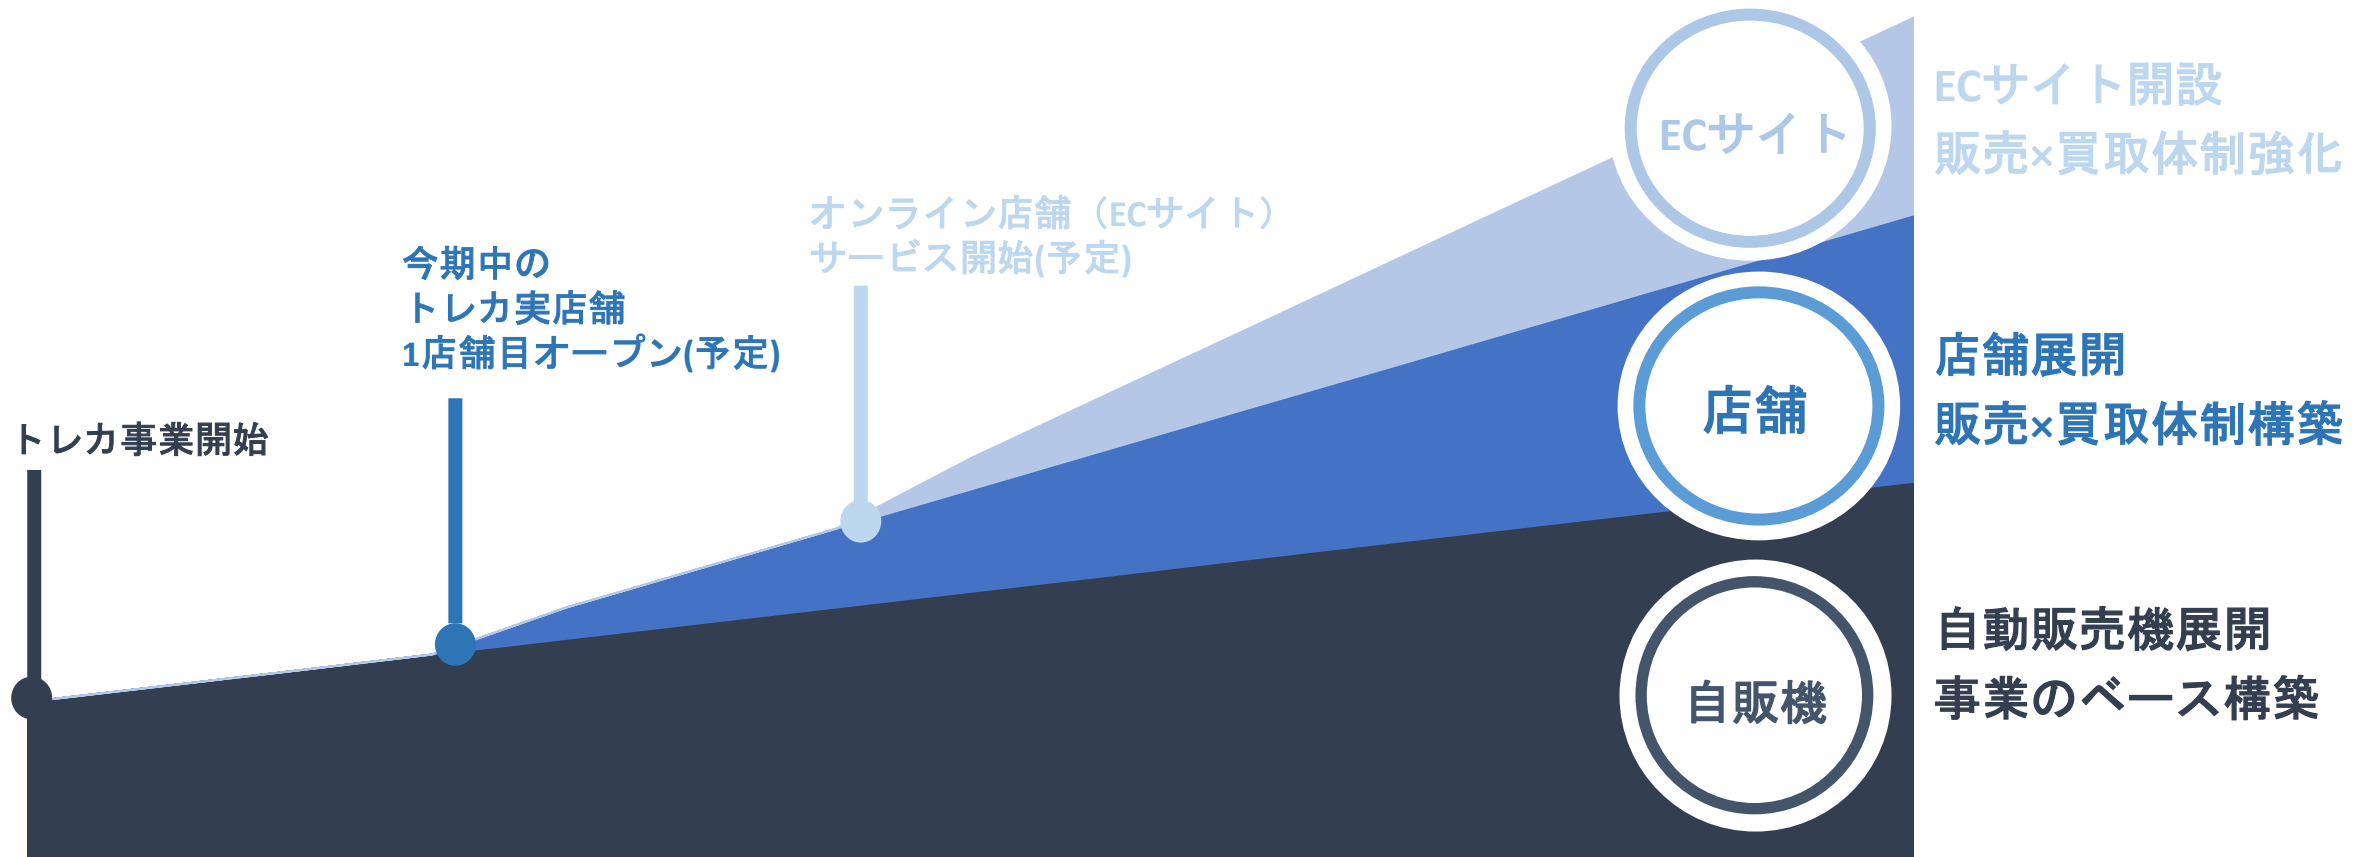 トレカ事業開始
今期中の
トレカ実店舗
1店舗目オープン(予定)
オンライン店舗（ECサイト）
サービス開始(予定)
ECサイト
ECサイト開設
販売×買取体制強化
店舗
店舗展開
販売×買取体制構築
自販機
自動販売機展開
事業のベース構築